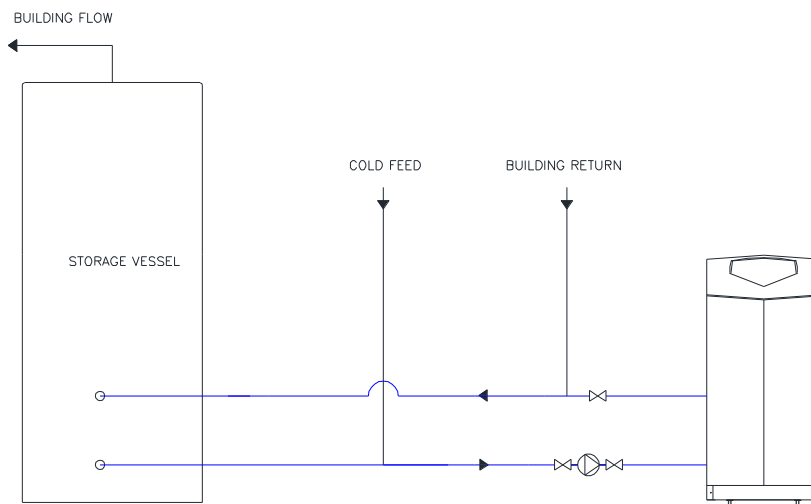 BUILDING FLOW
COLD FEED
BUILDING RETURN
STORAGE VESSEL